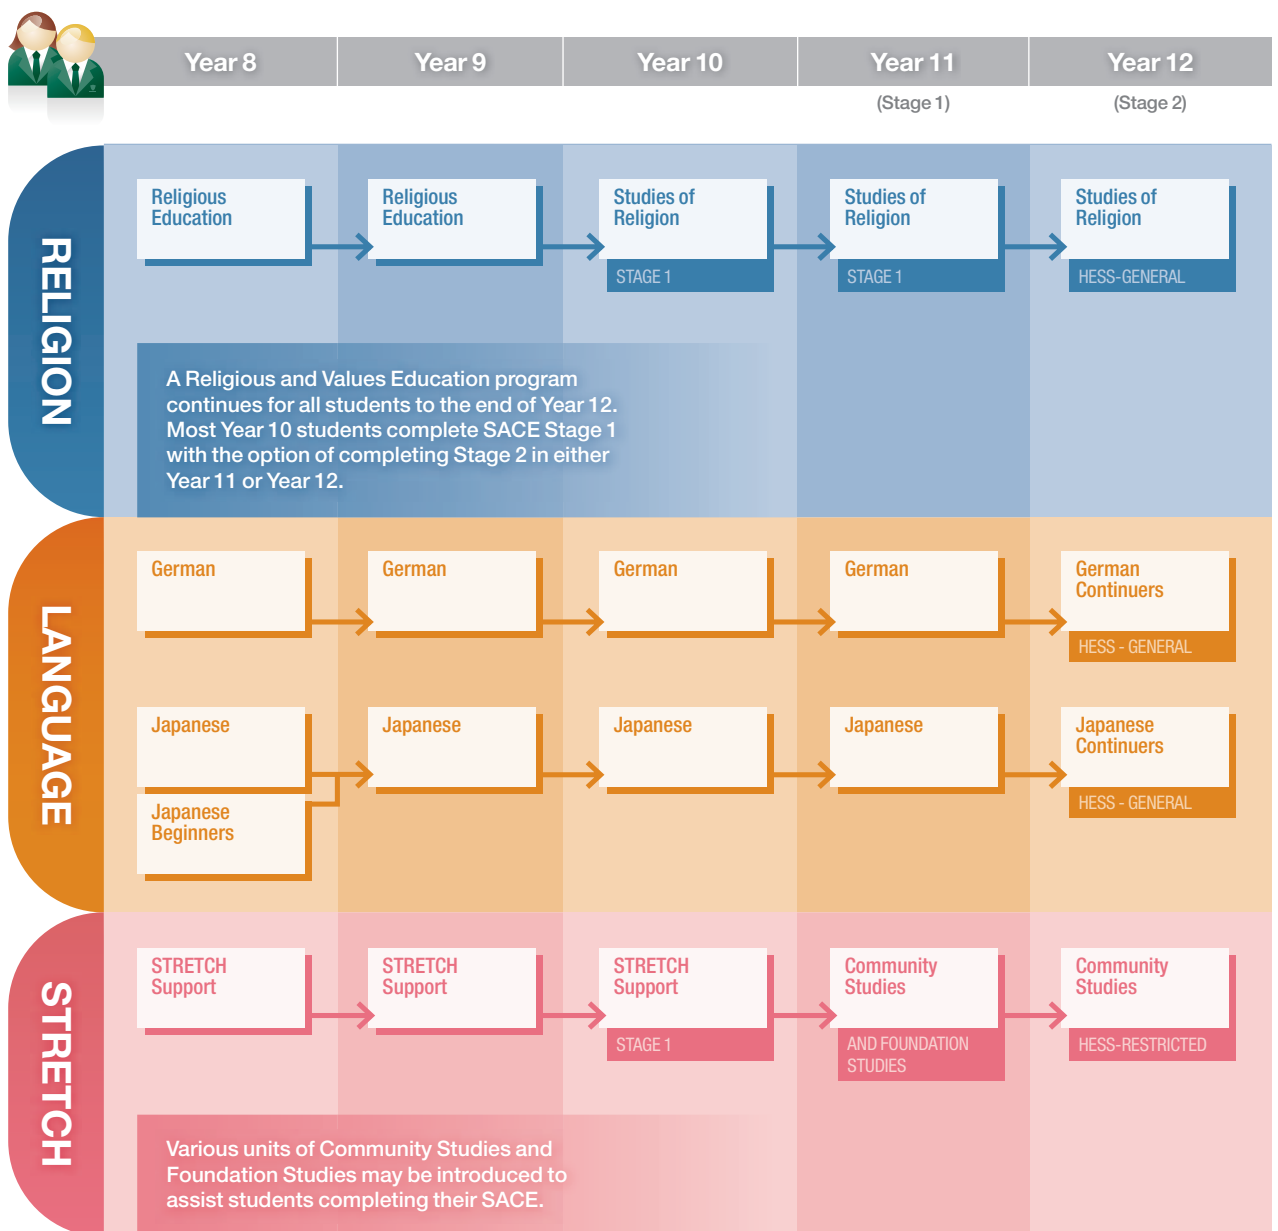 Year 8
Year 9
Year 10
Year 11
Year 12
(Stage 1)
(Stage 2)
RELIGION
Religious
Education
Religious
Education
Studies of
Religion
STAGE 1
Studies of
Religion
STAGE 1
Studies of
Religion
HESS-GENERAL
A Religious and Values Education program
continues for all students to the end of Year 12.
Most Year 10 students complete SACE Stage 1
with the option of completing Stage 2 in either
Year 11 or Year 12.
LANGUAGE
German
German
German
German
German
Continuers
HESS - GENERAL
Japanese
Japanese
Beginners
Japanese
Japanese
Japanese
Japanese
Continuers
HESS - GENERAL
STRETCH
STRETCH
Support
STRETCH
Support
STRETCH
Support
STAGE 1
Community
Studies
AND FOUNDATION
STUDIES
Community
Studies
HESS-RESTRICTED
Various units of Community Studies and
Foundation Studies may be introduced to
assist students completing their SACE.